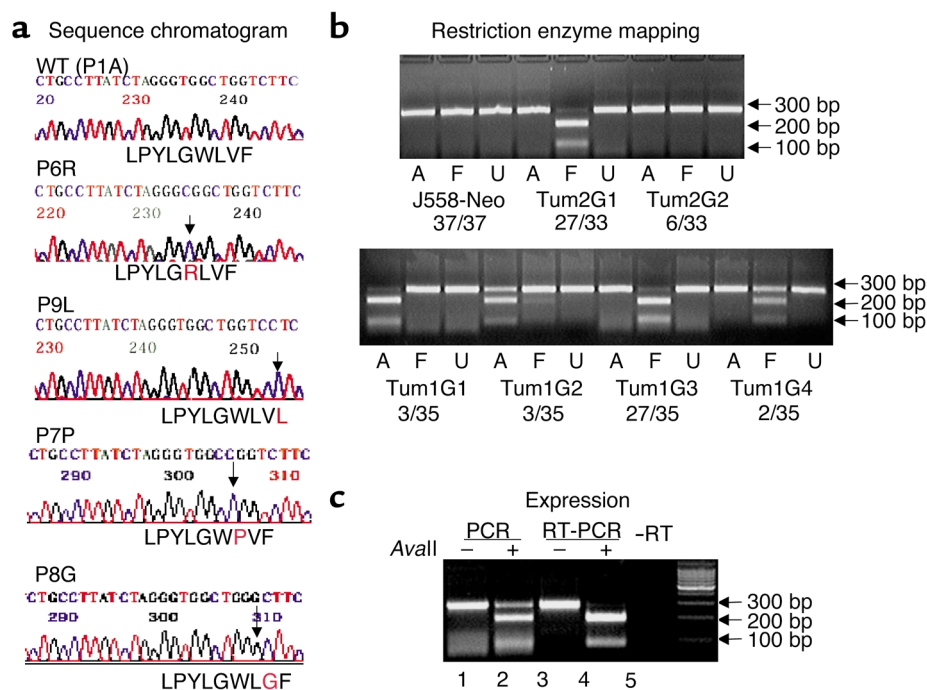 a Sequence chromatogram
WT (P1A)
CTGCCTTATCTAGGGTGGCTGGTCTTC
20 230 240
LPYLGWLVF
P6R
CTGCCTTATCTAGGGCGGCTGGTCTTC
220 230 240
LPYLGRLVF
P9L
CTGCCTTATCTAGGGTGGCTGGTCCTC
230 240 250
LPYLGWLVL
P7P
CTGCCTTATCTAGGGTGGCCGGTCTTC
290 300 310
LPYLGWPVF
P8G
CTGCCTTATCTAGGGTGGCTGGGCTTC
290 300 310
LPYLGWLGF
b Restriction enzyme mapping
300 bp
200 bp
100 bp
A F U A F U A F U
J558-Neo Tum2G1 Tum2G2
37/37 27/33 6/33
300 bp
200 bp
100 bp
A F U A F U A F U A F U
Tum1G1 Tum1G2 Tum1G3 Tum1G4
3/35 3/35 27/35 2/35
c Expression
PCR RT-PCR –RT
AvaII – + – +
300 bp
200 bp
100 bp
1 2 3 4 5